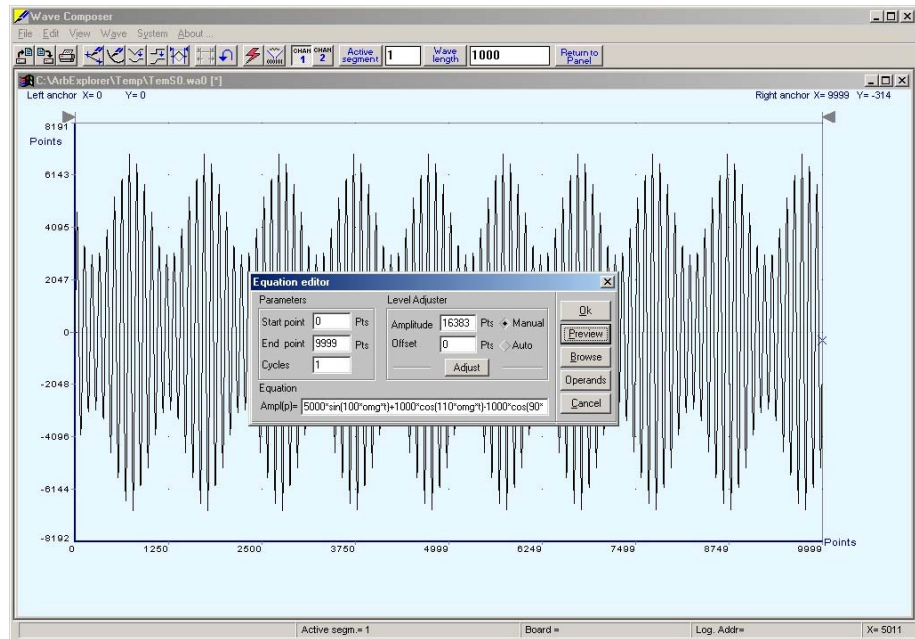 Wave Composer
File Edit View Wave System About...
CHAN 1 CHAN 2 Active segment 1 Wave length 1000 Return to Panel
C:\ArbExplorer\Temp\TemS0.wa0 [*]
Left anchor X= 0 Y= 0 Right anchor X= 9999 Y= -314
8191
Points
6143
4095
2047
0
-2048
-4096
-6144
-8192
0 1250 2500 3750 4999 6249 7499 8749 9999 Points
Equation editor
Parameters
Start point 0 Pts
End point 9999 Pts
Cycles 1
Level Adjuster
Amplitude 16383 Pts Manual
Offset 0 Pts Auto
Adjust
Equation
Ampl(p)= 5000*sin(100*omg*t)+1000*cos(110*omg*t)-1000*cos(90*
Ok
Preview
Browse
Operands
Cancel
Active segm.= 1 Board = Log. Addr= X= 5011